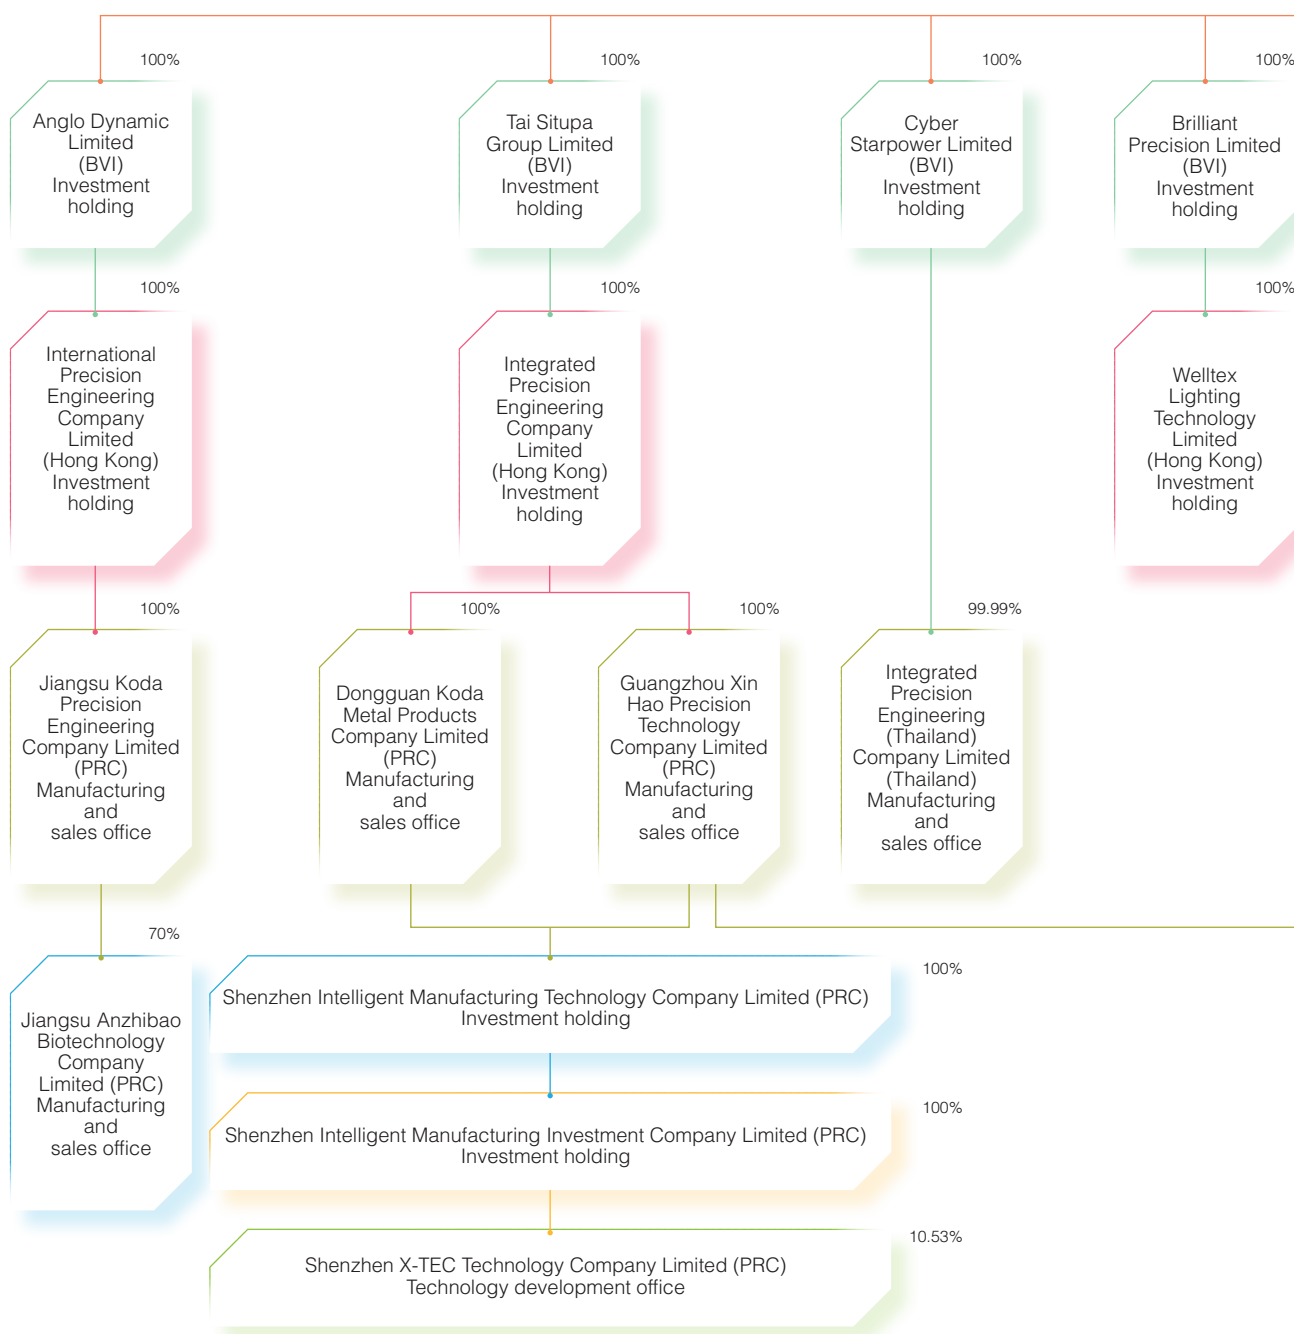 100%
100%
100%
100%
Anglo Dynamic
Limited
(BVI)
Investment
holding
Tai Situpa
Group Limited
(BVI)
Investment
holding
Cyber
Starpower Limited
(BVI)
Investment
holding
Brilliant
Precision Limited
(BVI)
Investment
holding
100%
100%
100%
International
Precision
Engineering
Company
Limited
(Hong Kong)
Investment
holding
Integrated
Precision
Engineering
Company
Limited
(Hong Kong)
Investment
holding
Welltex
Lighting
Technology
Limited
(Hong Kong)
Investment
holding
100%
100%
100%
99.99%
Jiangsu Koda
Precision
Engineering
Company Limited
(PRC)
Manufacturing
and
sales office
Dongguan Koda
Metal Products
Company Limited
(PRC)
Manufacturing
and
sales office
Guangzhou Xin
Hao Precision
Technology
Company Limited
(PRC)
Manufacturing
and
sales office
Integrated
Precision
Engineering
(Thailand)
Company Limited
(Thailand)
Manufacturing
and
sales office
70%
Jiangsu Anzhibao
Biotechnology
Company
Limited (PRC)
Manufacturing
and
sales office
100%
Shenzhen Intelligent Manufacturing Technology Company Limited (PRC)
Investment holding
100%
Shenzhen Intelligent Manufacturing Investment Company Limited (PRC)
Investment holding
10.53%
Shenzhen X-TEC Technology Company Limited (PRC)
Technology development office